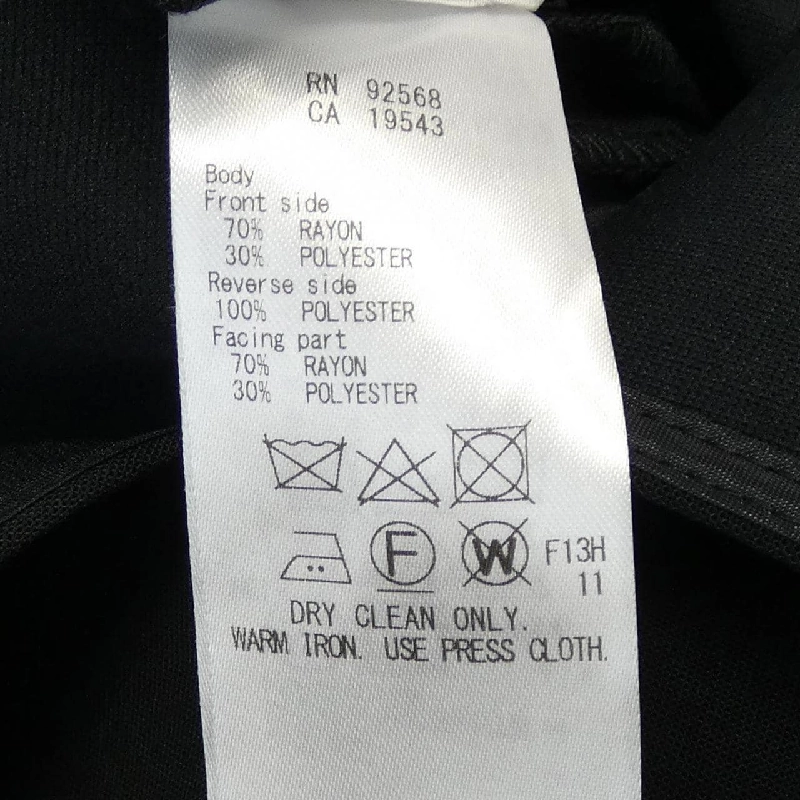 RN 92568
CA 19543
Body
Front side
70% RAYON
30% POLYESTER
Reverse side
100% POLYESTER
Facing part
70% RAYON
30% POLYESTER
F W F13H
11
DRY CLEAN ONLY.
WARM IRON. USE PRESS CLOTH.